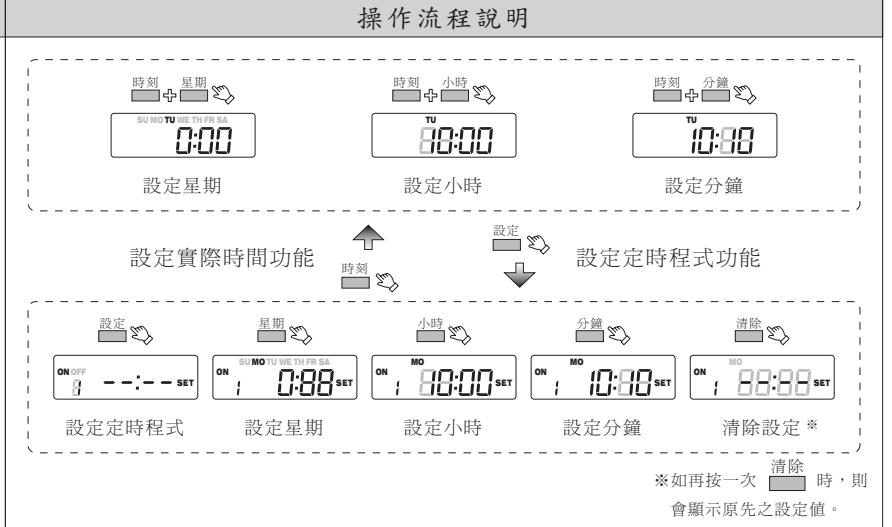 操作流程說明
時刻 星期 時刻 小時 時刻 分鐘
SU MO TU WE TH FR SA TU TU
0:00 10:00 10:18
設定星期 設定小時 設定分鐘
設定實際時間功能 時刻 設定 設定定時程式功能
設定 星期 小時 分鐘 清除
ON OFF 1 --:-- SET
SU MO TU WE TH FR SA ON 1 0:88 SET
MO ON 1 10:00 SET
MO ON 1 10:18 SET
MO ON 1 --:-- SET
設定定時程式 設定星期 設定小時 設定分鐘 清除設定※
※如再按一次 清除 時，則
會顯示原先之設定值。